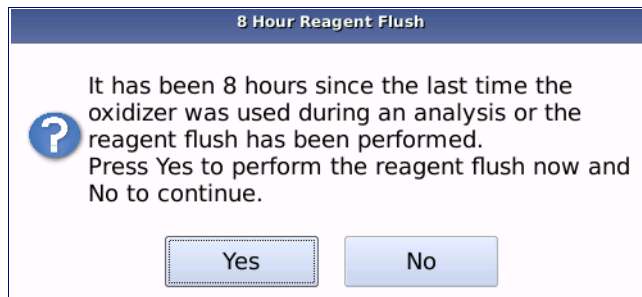 8 Hour Reagent Flush
It has been 8 hours since the last time the
oxidizer was used during an analysis or the
reagent flush has been performed.
Press Yes to perform the reagent flush now and
No to continue.
Yes
No